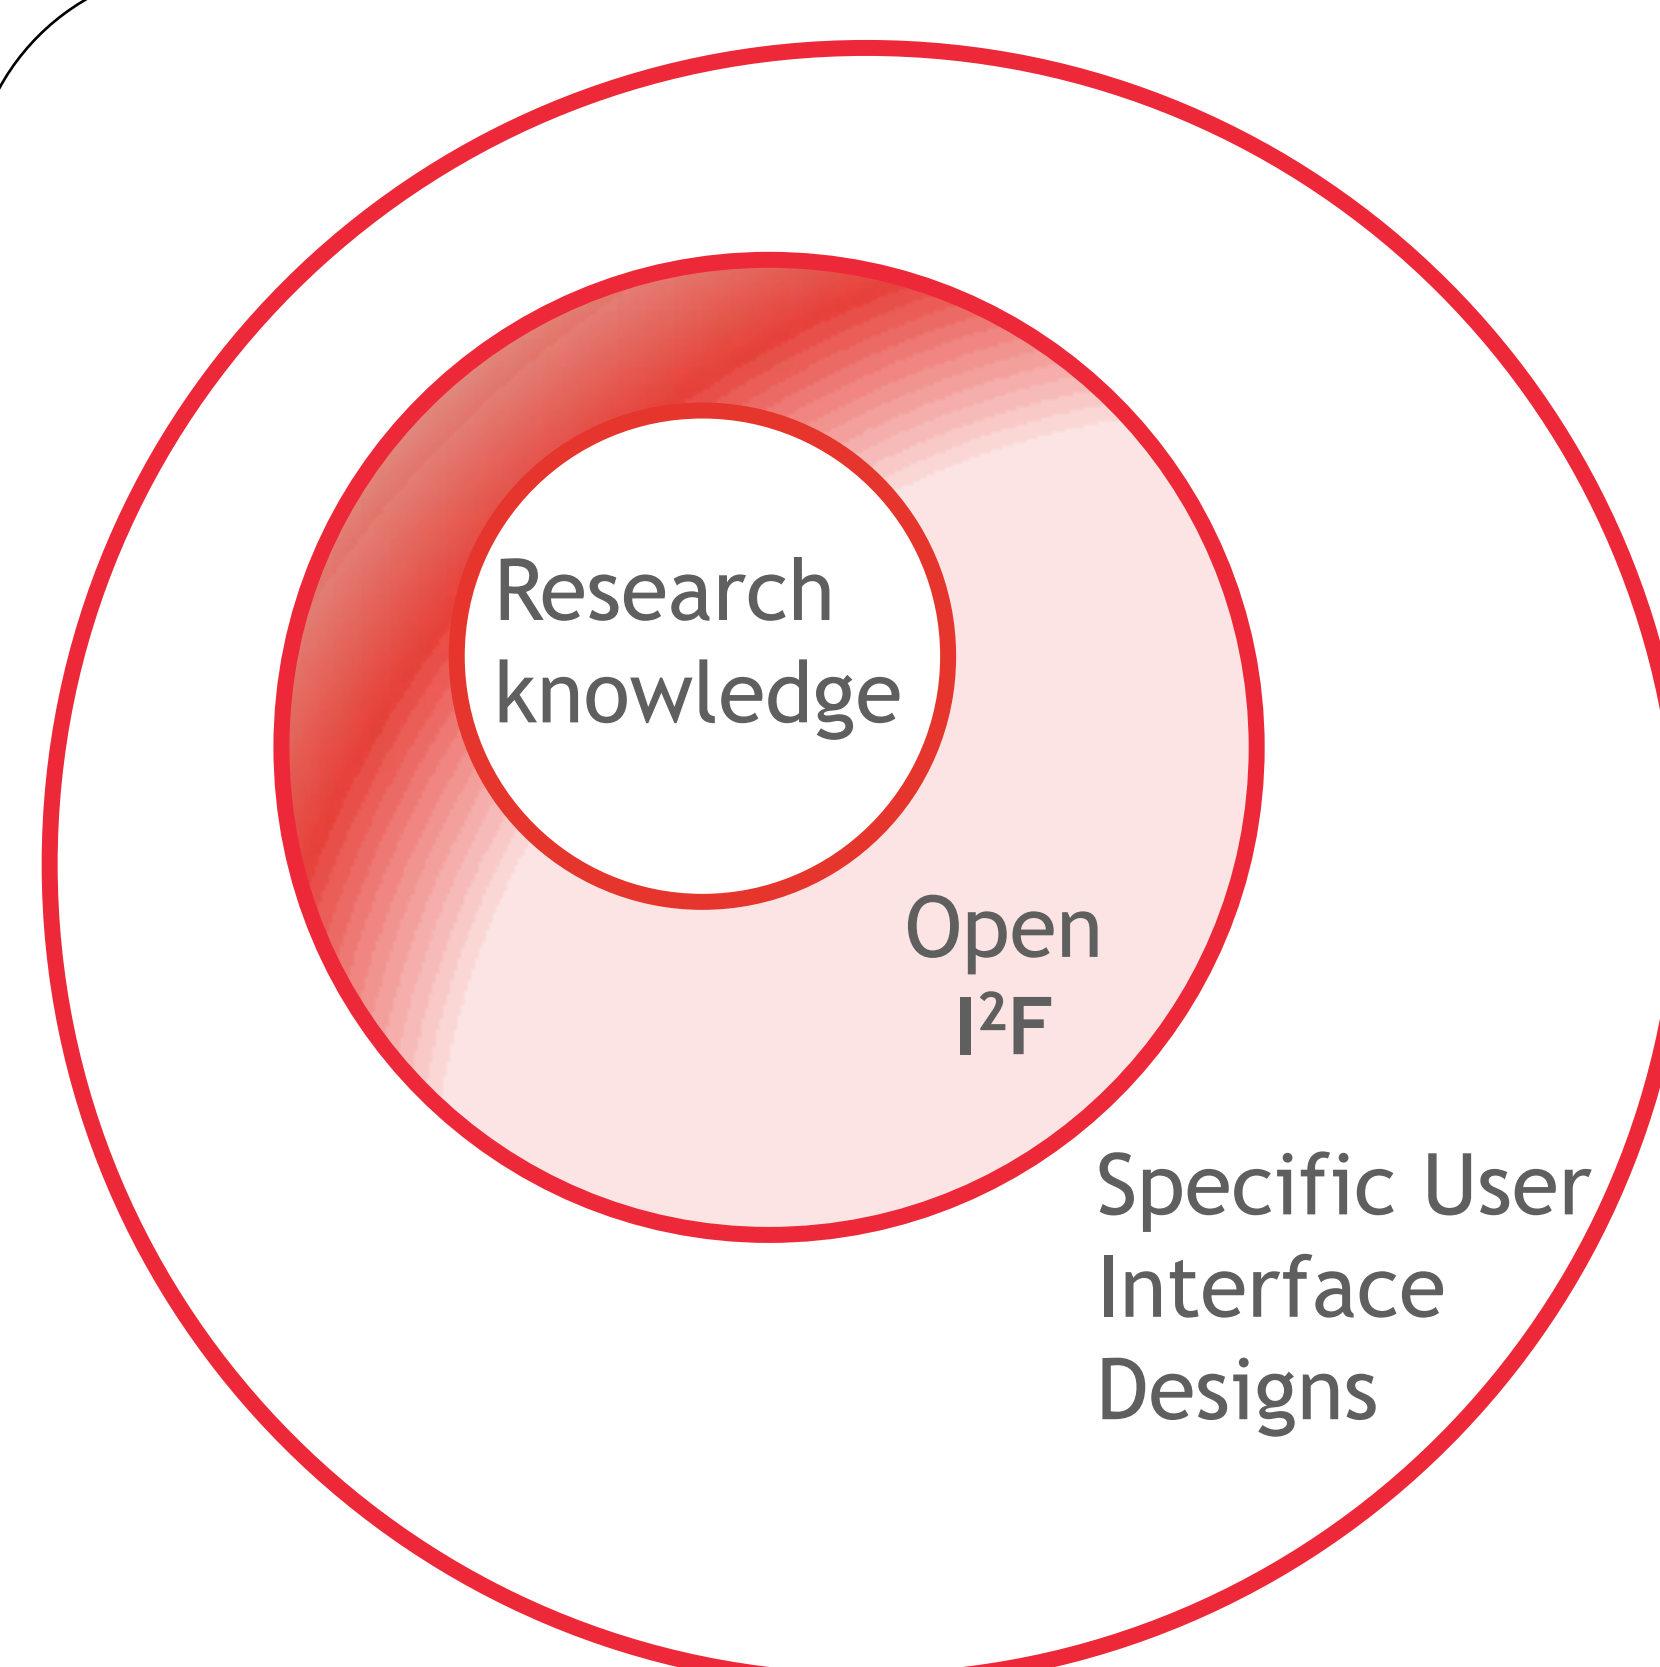 Research
knowledge
Open
I²F
Specific User
Interface
Designs